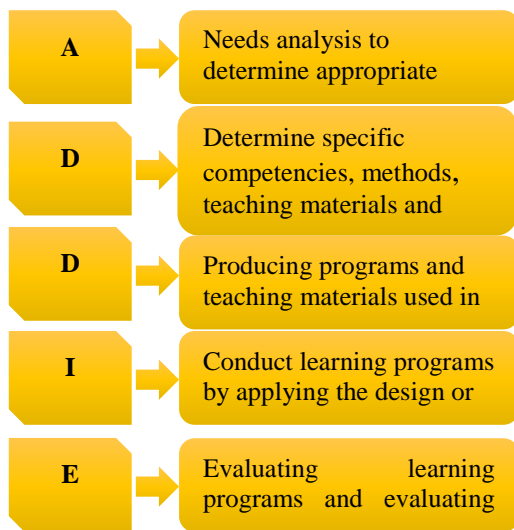 A
Needs analysis to
determine appropriate
D
Determine specific
competencies, methods,
teaching materials and
D
Producing programs and
teaching materials used in
I
Conduct learning programs
by applying the design or
E
Evaluating learning
programs and evaluating